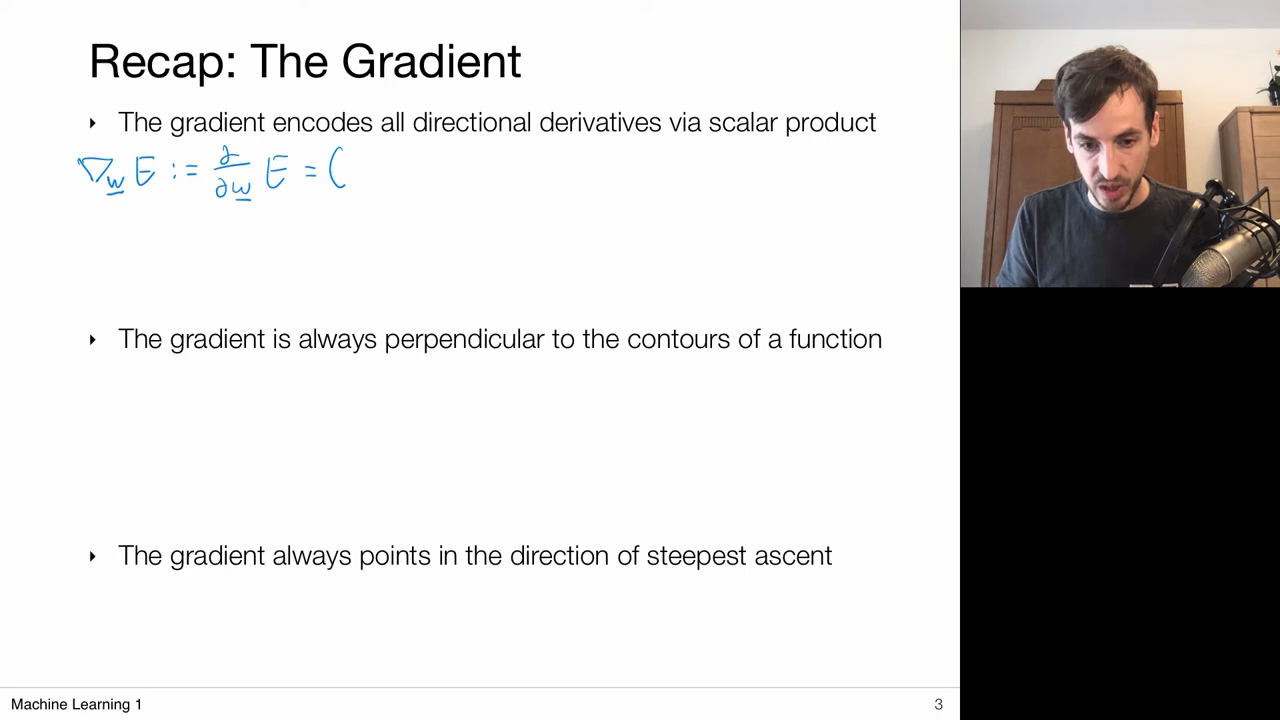 Recap: The Gradient
‣ The gradient encodes all directional derivatives via scalar product
∇_w E := ∂/∂w E = (
‣ The gradient is always perpendicular to the contours of a function
‣ The gradient always points in the direction of steepest ascent
Machine Learning 1
3